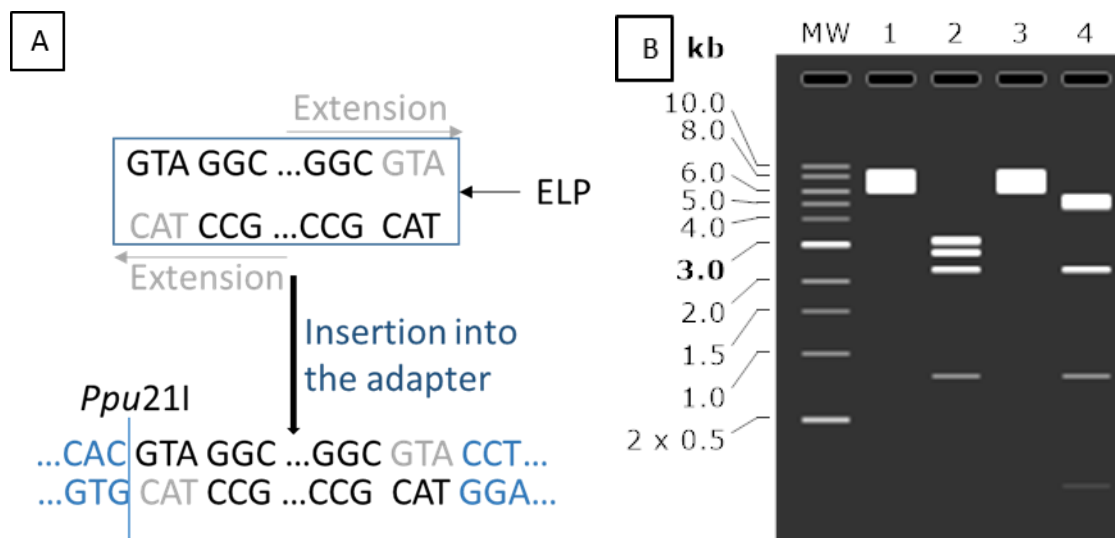 A
Extension
GTA GGC ...GGC GTA
ELP
CAT CCG ...CCG CAT
Extension
Insertion into
the adapter
Ppu21I
...CAC GTA GGC ...GGC GTA CCT...
...GTG CAT CCG ...CCG CAT GGA...
B
kb
MW 1 2 3 4
10.0
8.0
6.0
5.0
4.0
3.0
2.0
1.5
1.0
2 x 0.5